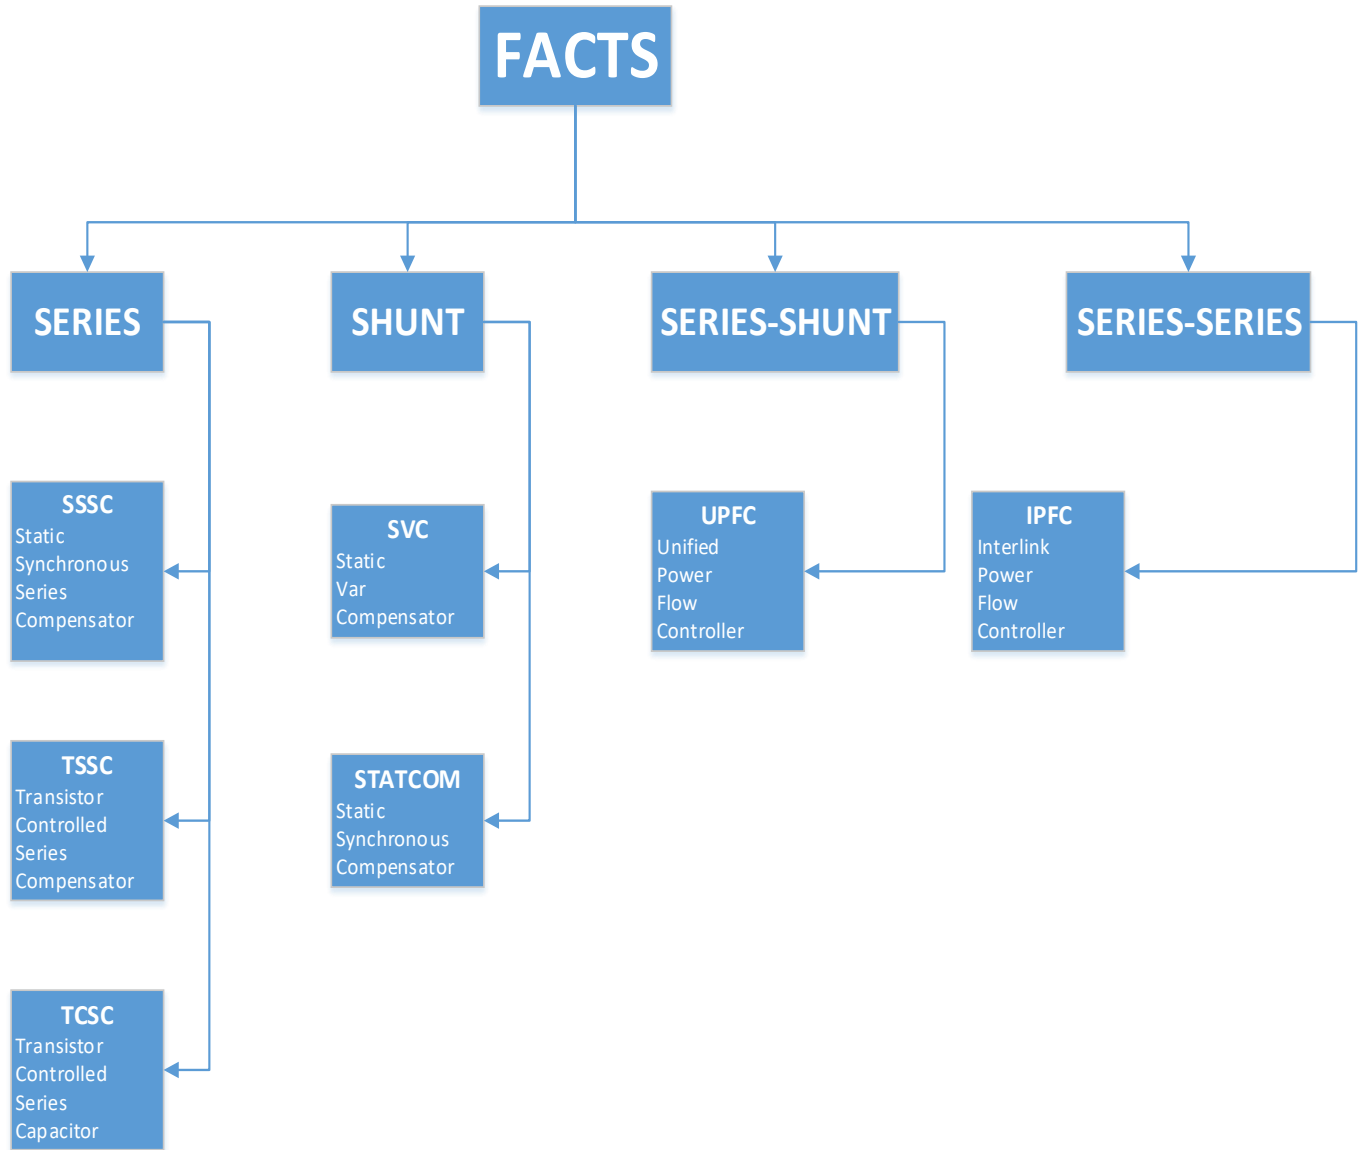 FACTS
SERIES
SHUNT
SERIES-SHUNT
SERIES-SERIES
SSSC
Static
Synchronous
Series
Compensator
SVC
Static
Var
Compensator
UPFC
Unified
Power
Flow
Controller
IPFC
Interlink
Power
Flow
Controller
TSSC
Transistor
Controlled
Series
Compensator
STATCOM
Static
Synchronous
Compensator
TCSC
Transistor
Controlled
Series
Capacitor